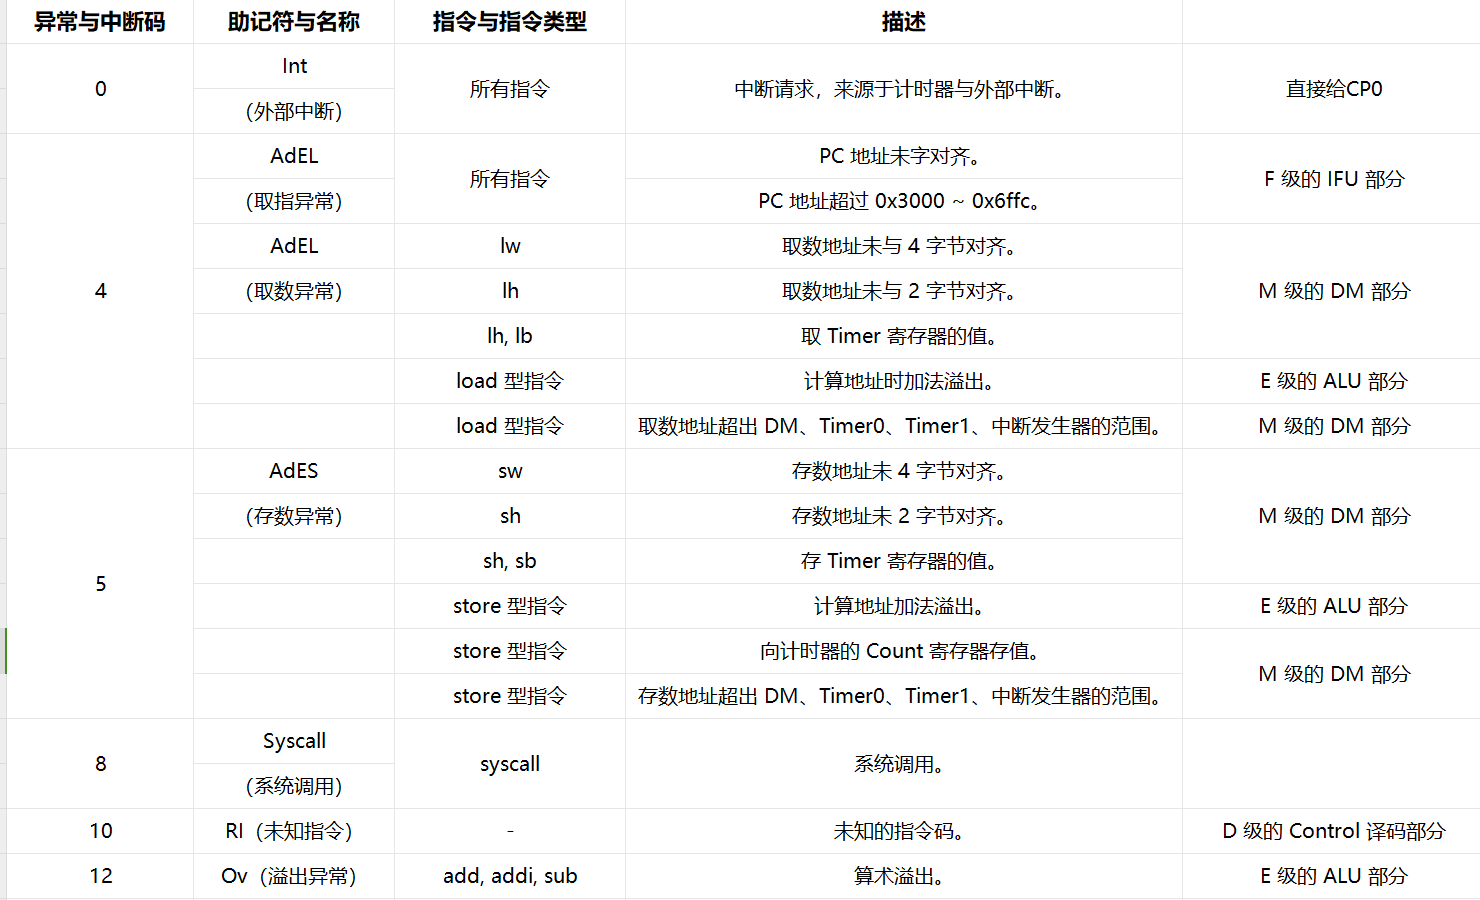 异常与中断码 助记符与名称 指令与指令类型 描述
0 Int 所有指令 中断请求，来源于计时器与外部中断。 直接给CP0
(外部中断)
4 AdEL 所有指令 PC 地址未字对齐。 F 级的 IFU 部分
(取指异常) PC 地址超过 0x3000 ~ 0x6ffc。
AdEL lw 取数地址未与 4 字节对齐。 M 级的 DM 部分
(取数异常) lh 取数地址未与 2 字节对齐。
lh, lb 取 Timer 寄存器的值。
load 型指令 计算地址时加法溢出。 E 级的 ALU 部分
load 型指令 取数地址超出 DM、Timer0、Timer1、中断发生器的范围。 M 级的 DM 部分
5 AdES sw 存数地址未 4 字节对齐。 M 级的 DM 部分
(存数异常) sh 存数地址未 2 字节对齐。
sh, sb 存 Timer 寄存器的值。
store 型指令 计算地址加法溢出。 E 级的 ALU 部分
store 型指令 向计时器的 Count 寄存器存值。 M 级的 DM 部分
store 型指令 存数地址超出 DM、Timer0、Timer1、中断发生器的范围。
8 Syscall syscall 系统调用。
(系统调用)
10 RI（未知指令） - 未知的指令码。 D 级的 Control 译码部分
12 Ov（溢出异常） add, addi, sub 算术溢出。 E 级的 ALU 部分